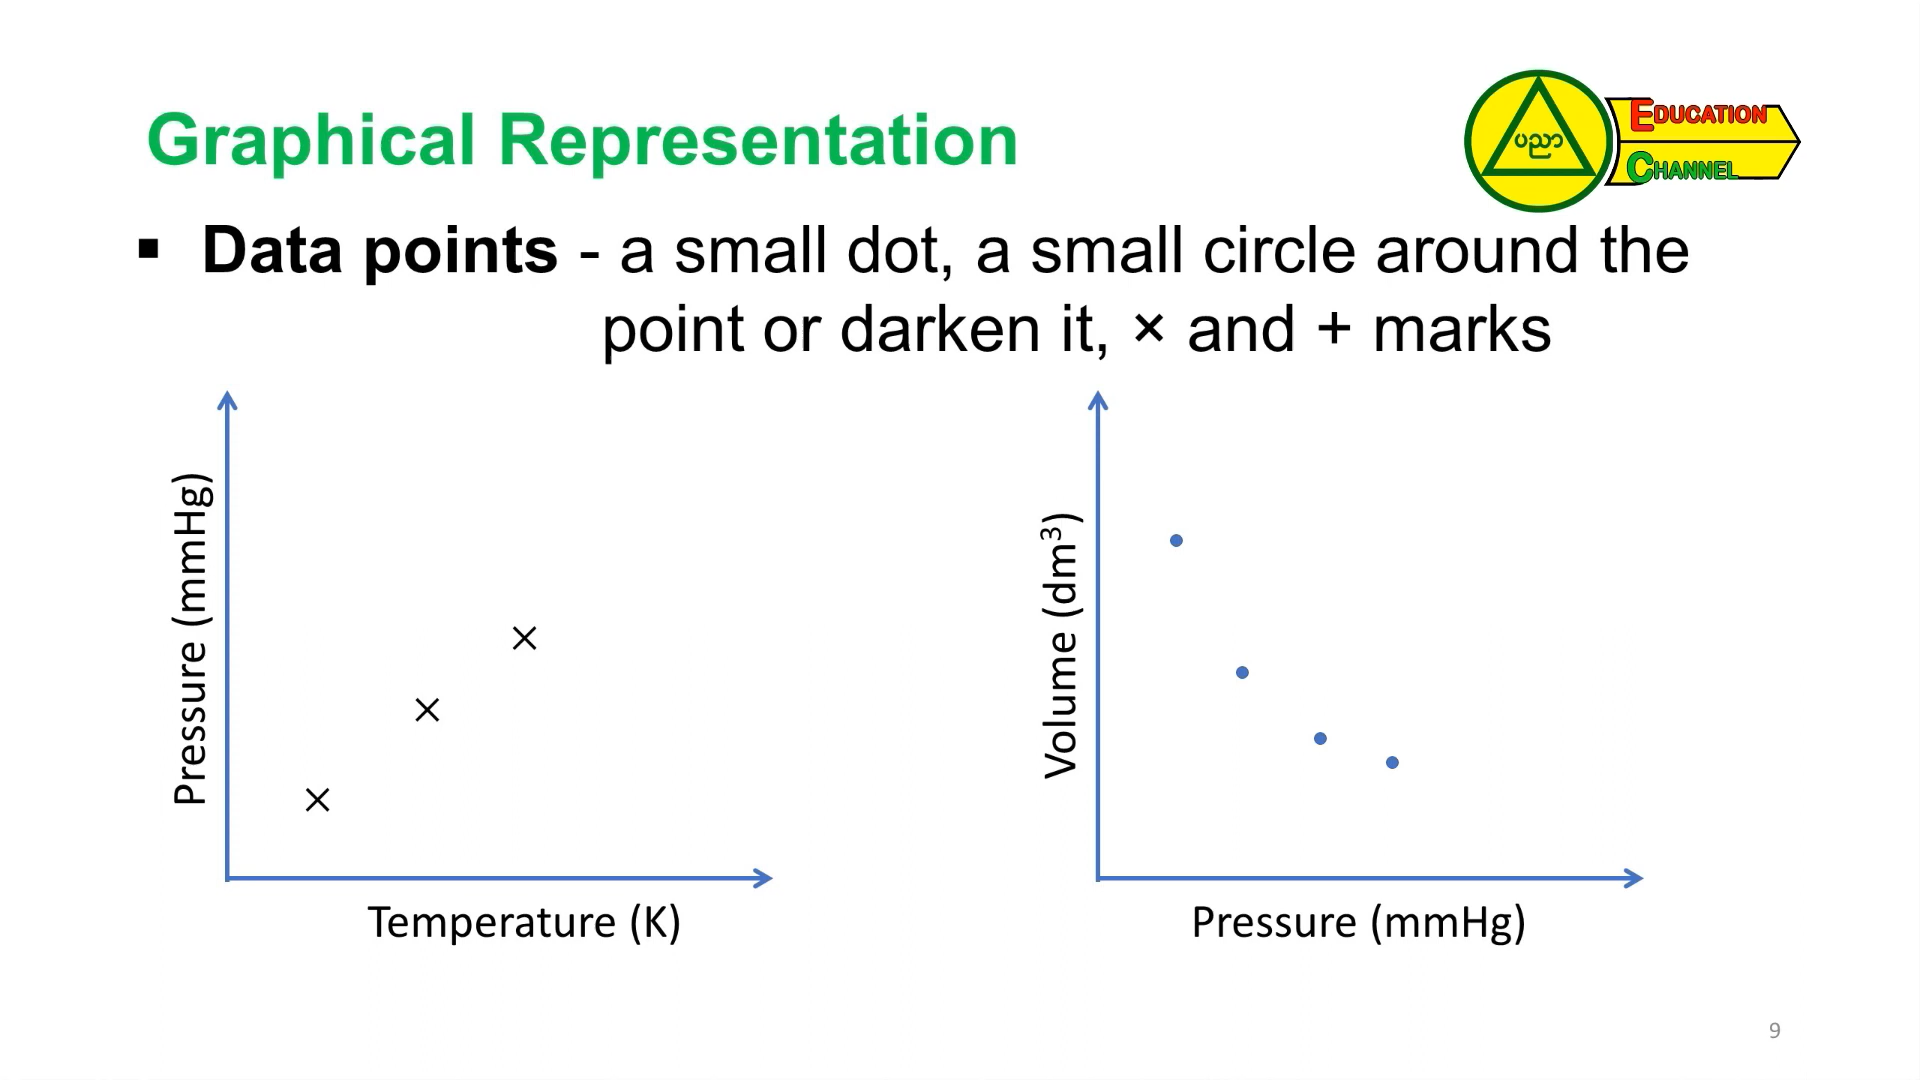 Graphical Representation
ပညာ
EDUCATION
CHANNEL
▪ Data points - a small dot, a small circle around the
point or darken it, × and + marks
Pressure (mmHg)
Temperature (K)
Volume (dm³)
Pressure (mmHg)
9